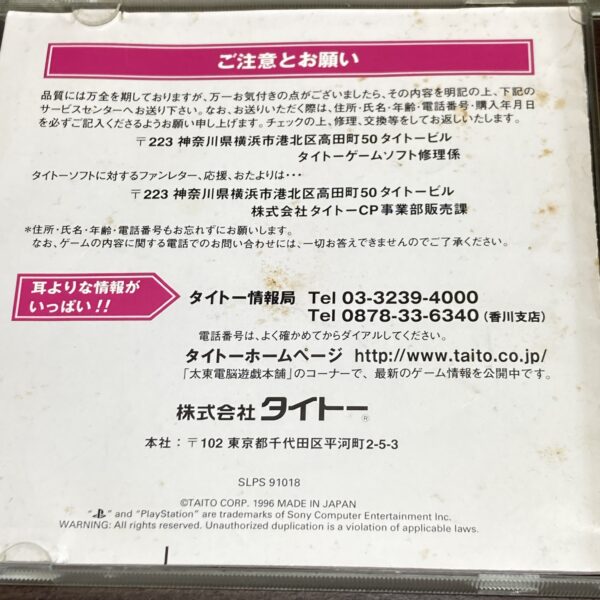 ご注意とお願い
品質には万全を期しておりますが、万一お気付きの点がございましたら、その内容を明記の上、下記の
サービスセンターへお送り下さい。なお、お送りいただく際は、住所・氏名・年齢・電話番号・購入年月日
を必ずご記入くださるようお願い申し上げます。チェックの上、修理、交換等をしてお返しいたします。
〒223 神奈川県横浜市港北区高田町50 タイトービル
タイトーゲームソフト修理係
タイトーソフトに対するファンレター、応援、おたよりは・・・
〒223 神奈川県横浜市港北区高田町50 タイトービル
株式会社タイトーCP事業部販売課
*住所・氏名・年齢・電話番号もお忘れにずお願いします。
なお、ゲームの内容に関する電話でのお問い合わせには、一切お答えできませんのでご了承ください。
耳よりな情報が
いっぱい!!
タイトー情報局 Tel 03-3239-4000
Tel 0878-33-6340 (香川支店)
電話番号は、よく確かめてからダイアルしてください。
タイトーホームページ http://www.taito.co.jp/
「太東電脳遊戯本舗」のコーナーで、最新のゲーム情報を公開中です。
株式会社 タイトー®
本社:〒102 東京都千代田区平河町2-5-3
SLPS 91018
©TAITO CORP. 1996 MADE IN JAPAN
" " and "PlayStation" are trademarks of Sony Computer Entertainment Inc.
WARNING: All rights reserved. Unauthorized duplication is a violation of applicable laws.